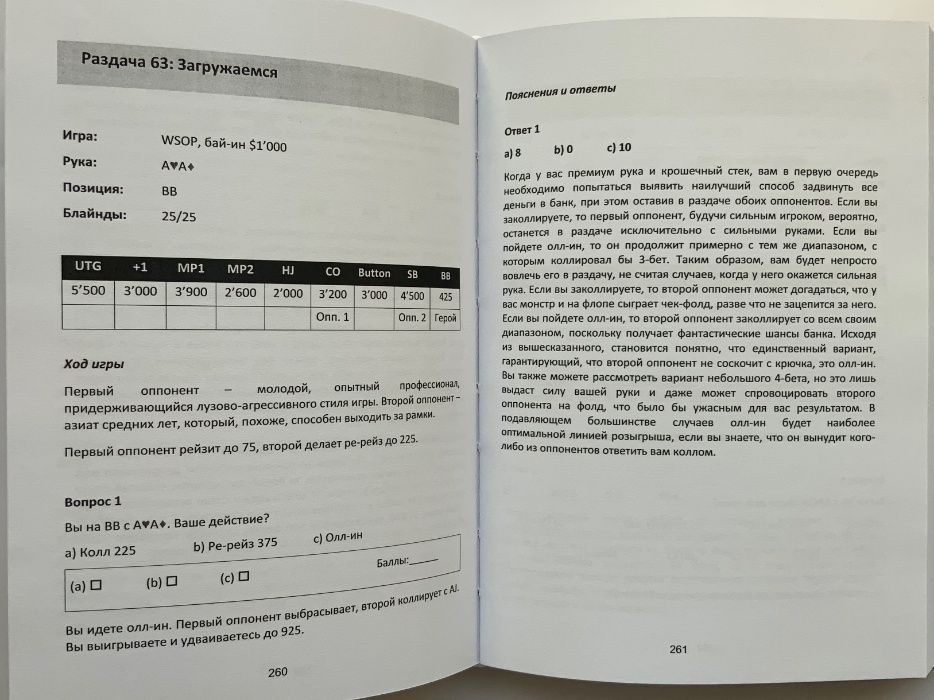 Раздача 63: Загружаемся
Игра: WSOP, бай-ин $1’000
Рука: A♥A♦
Позиция: BB
Блайнды: 25/25
UTG +1 MP1 MP2 HJ CO Button SB BB
5’500 3’000 3’900 2’600 2’000 3’200 3’000 4’500 425
Опп. 1 Опп. 2 Герой
Ход игры
Первый оппонент – молодой, опытный профессионал,
придерживающийся лузово-агрессивного стиля игры. Второй оппонент –
азиат средних лет, который, похоже, способен выходить за рамки.
Первый оппонент рейзит до 75, второй делает ре-рейз до 225.
Вопрос 1
Вы на BB с A♥A♦. Ваше действие?
a) Колл 225 b) Ре-рейз 375 c) Олл-ин
(a) ☐ (b) ☐ (c) ☐ Баллы:______
Вы идете олл-ин. Первый оппонент выбрасывает, второй коллирует с AJ.
Вы выигрываете и удваиваетесь до 925.
260
Пояснения и ответы
Ответ 1
a) 8 b) 0 c) 10
Когда у вас премиум рука и крошечный стек, вам в первую очередь
необходимо попытаться выявить наилучший способ задвинуть все
деньги в банк, при этом оставив в раздаче обоих оппонентов. Если вы
заколлируете, то первый оппонент, будучи сильным игроком, вероятно,
останется в раздаче исключительно с сильными руками. Если вы
пойдете олл-ин, то он продолжит примерно с тем же диапазоном, с
которым коллировал бы 3-бет. Таким образом, вам будет непросто
вовлечь его в раздачу, не считая случаев, когда у него окажется сильная
рука. Если вы заколлируете, то второй оппонент может догадаться, что у
вас монстр и на флопе сыграет чек-фолд, разве что не зацепится за него.
Если вы пойдете олл-ин, то второй оппонент заколлирует со всем своим
диапазоном, поскольку получает фантастические шансы банка. Исходя
из вышесказанного, становится понятно, что единственный вариант,
гарантирующий, что второй оппонент не соскочит с крючка, это олл-ин.
Вы также можете рассмотреть вариант небольшого 4-бета, но это лишь
выдаст силу вашей руки и даже может спровоцировать второго
оппонента на фолд, что было бы ужасным для вас результатом. В
подавляющем большинстве случаев олл-ин будет наиболее
оптимальной линией розыгрыша, если вы знаете, что он вынудит кого-
либо из оппонентов ответить вам коллом.
261